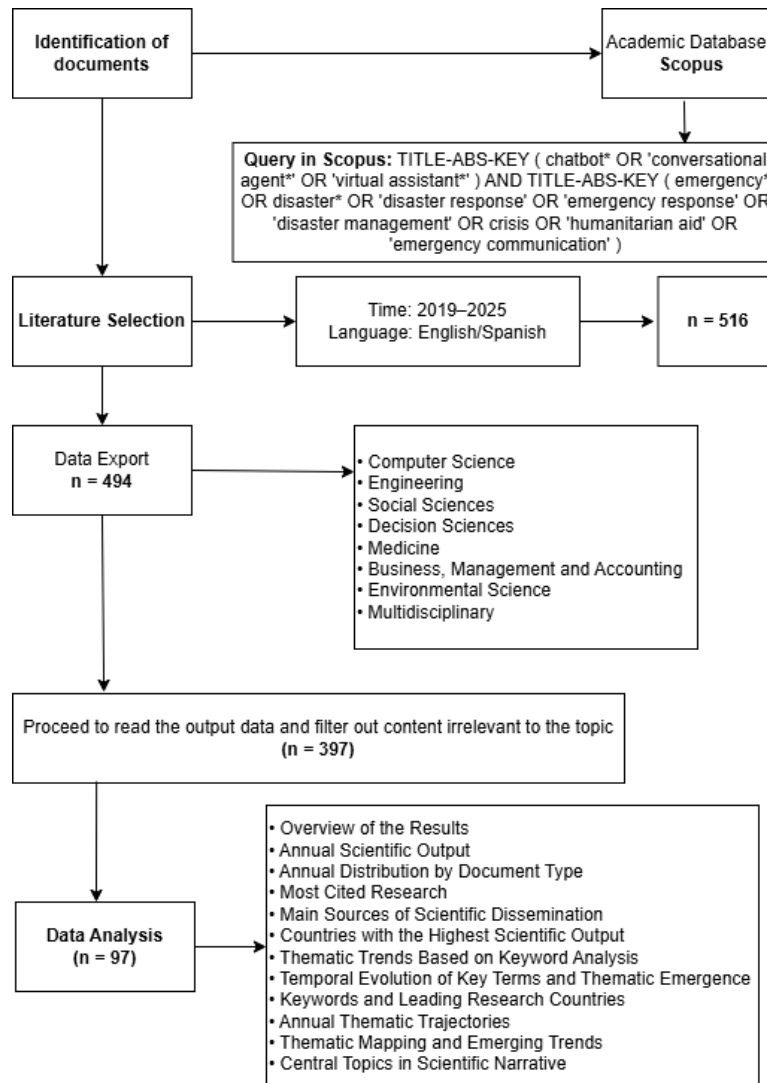 Identification of
documents
Academic Database
Scopus
Query in Scopus: TITLE-ABS-KEY ( chatbot* OR 'conversational
agent*' OR 'virtual assistant*' ) AND TITLE-ABS-KEY ( emergency*
OR disaster* OR 'disaster response' OR 'emergency response' OR
'disaster management' OR crisis OR 'humanitarian aid' OR
'emergency communication' )
Literature Selection
Time: 2019–2025
Language: English/Spanish
n = 516
Data Export
n = 494
• Computer Science
• Engineering
• Social Sciences
• Decision Sciences
• Medicine
• Business, Management and Accounting
• Environmental Science
• Multidisciplinary
Proceed to read the output data and filter out content irrelevant to the topic
(n = 397)
Data Analysis
(n = 97)
• Overview of the Results
• Annual Scientific Output
• Annual Distribution by Document Type
• Most Cited Research
• Main Sources of Scientific Dissemination
• Countries with the Highest Scientific Output
• Thematic Trends Based on Keyword Analysis
• Temporal Evolution of Key Terms and Thematic Emergence
• Keywords and Leading Research Countries
• Annual Thematic Trajectories
• Thematic Mapping and Emerging Trends
• Central Topics in Scientific Narrative